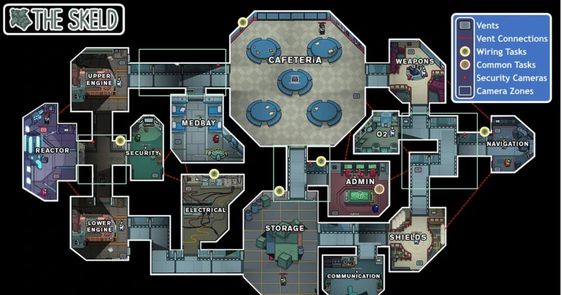 THE SKELD
Vents
Vent Connections
Wiring Tasks
Common Tasks
Security Cameras
Camera Zones
CAFETERIA
WEAPONS
UPPER
ENGINE
MEDBAY
O2
REACTOR
SECURITY
NAVIGATION
ADMIN
ELECTRICAL
LOWER
ENGINE
STORAGE
SHIELDS
COMMUNICATION